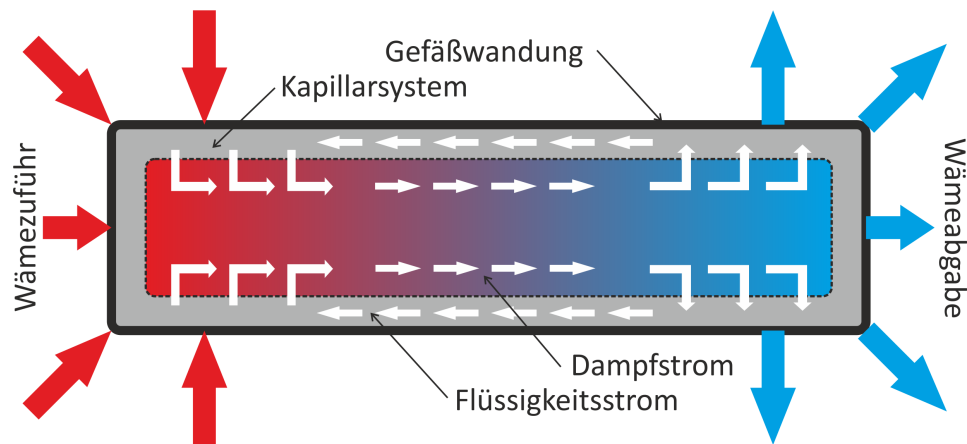 Gefäßwandung
Kapillarsystem
Wämezuführ
Wämeabgabe
Dampfstrom
Flüssigkeitsstrom